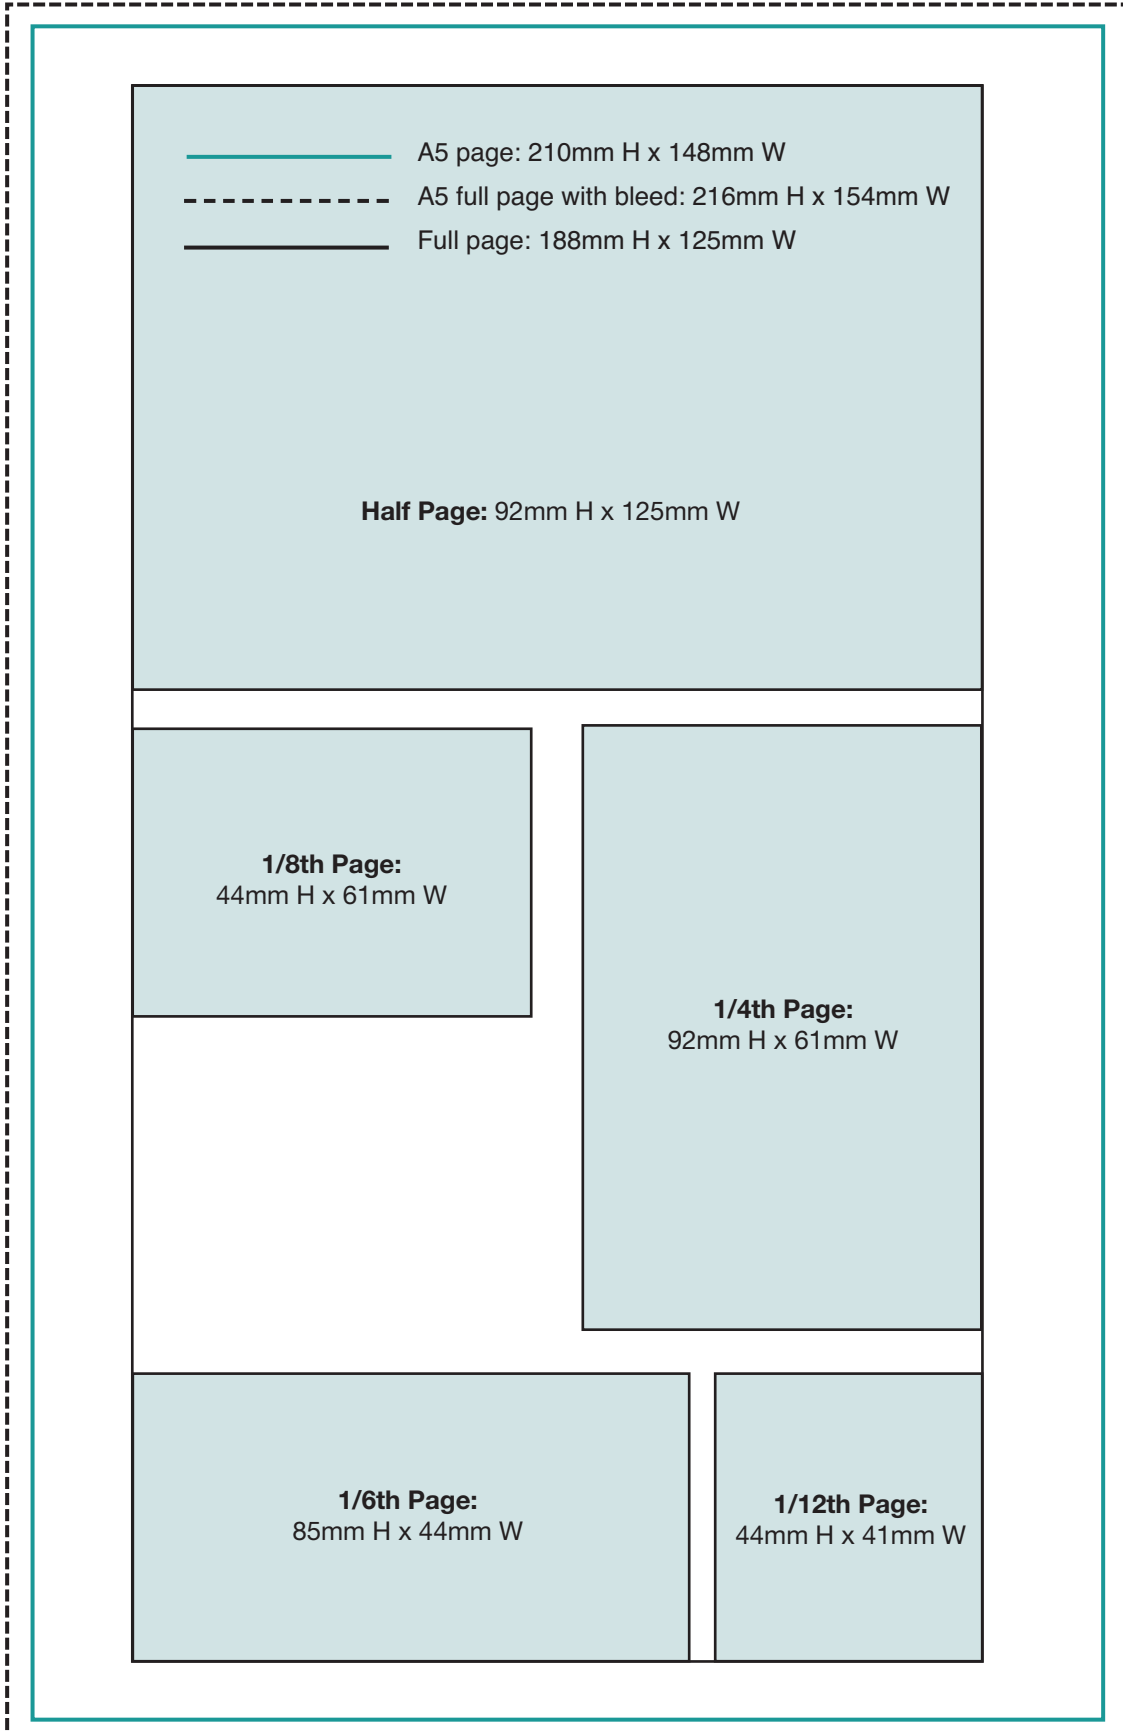 A5 page: 210mm H x 148mm W
A5 full page with bleed: 216mm H x 154mm W
Full page: 188mm H x 125mm W
Half Page: 92mm H x 125mm W
1/8th Page:
44mm H x 61mm W
1/4th Page:
92mm H x 61mm W
1/6th Page:
85mm H x 44mm W
1/12th Page:
44mm H x 41mm W